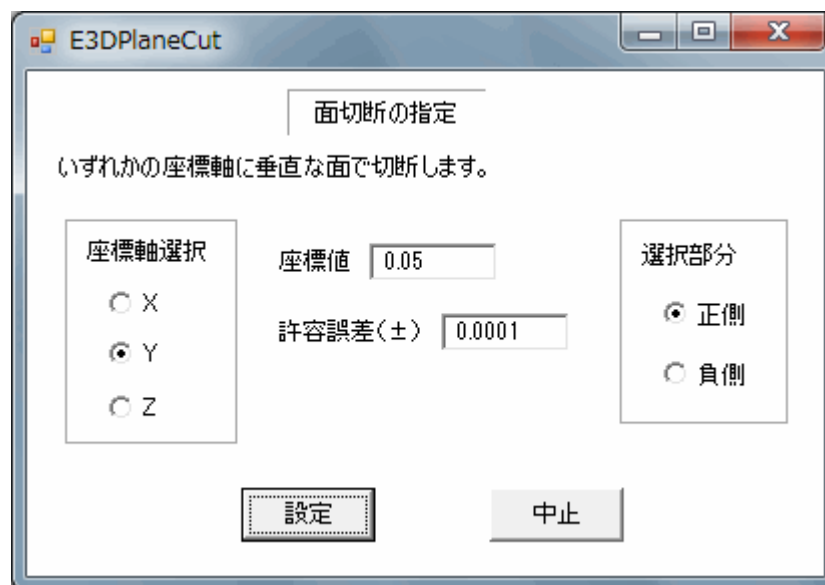 E3DPlaneCut
面切断の指定
いずれかの座標軸に垂直な面で切断します。
座標軸選択
X
Y
Z
座標値 0.05
許容誤差(±) 0.0001
選択部分
正側
負側
設定
中止